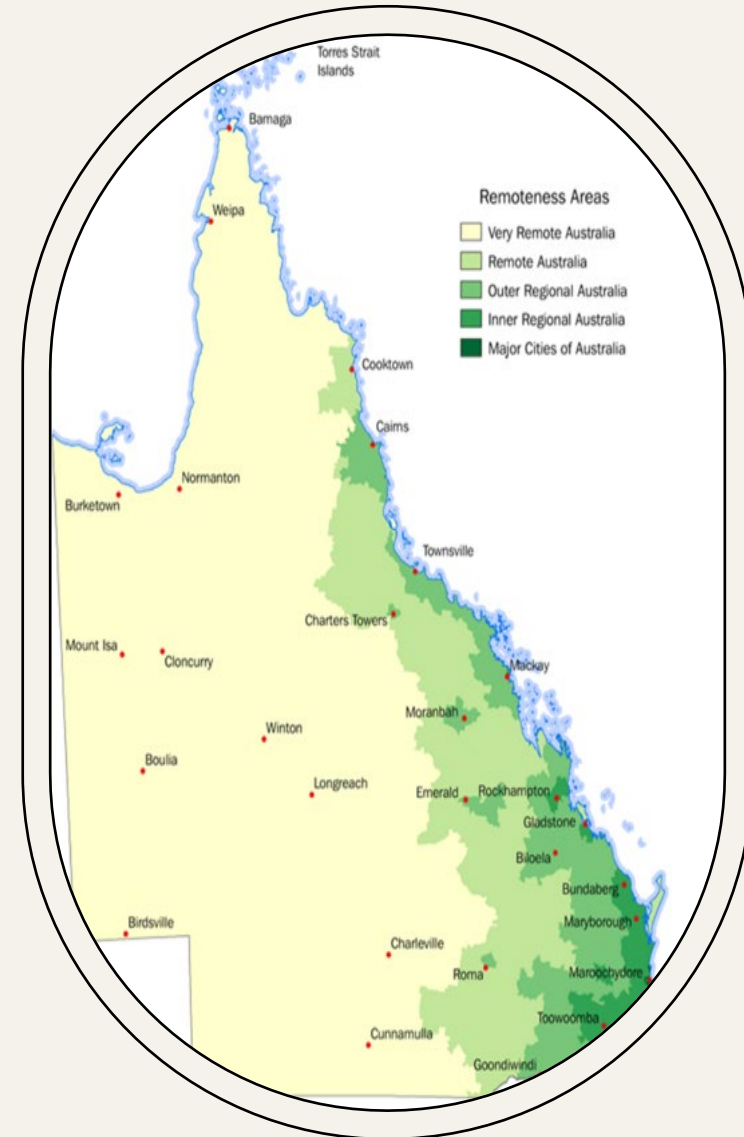 Torres Strait
Islands
Bamaga
Weipa
Remoteness Areas
Very Remote Australia
Remote Australia
Outer Regional Australia
Inner Regional Australia
Major Cities of Australia
Cooktown
Cairns
Normanton
Burketown
Townsville
Charters Towers
Mount Isa
Cloncurry
Mackay
Moranbah
Winton
Boulia
Longreach
Emerald
Rockhampton
Gladstone
Biloela
Bundaberg
Maryborough
Birdsville
Charleville
Roma
Maroochydore
Toowoomba
Cunnamulla
Goondiwindi